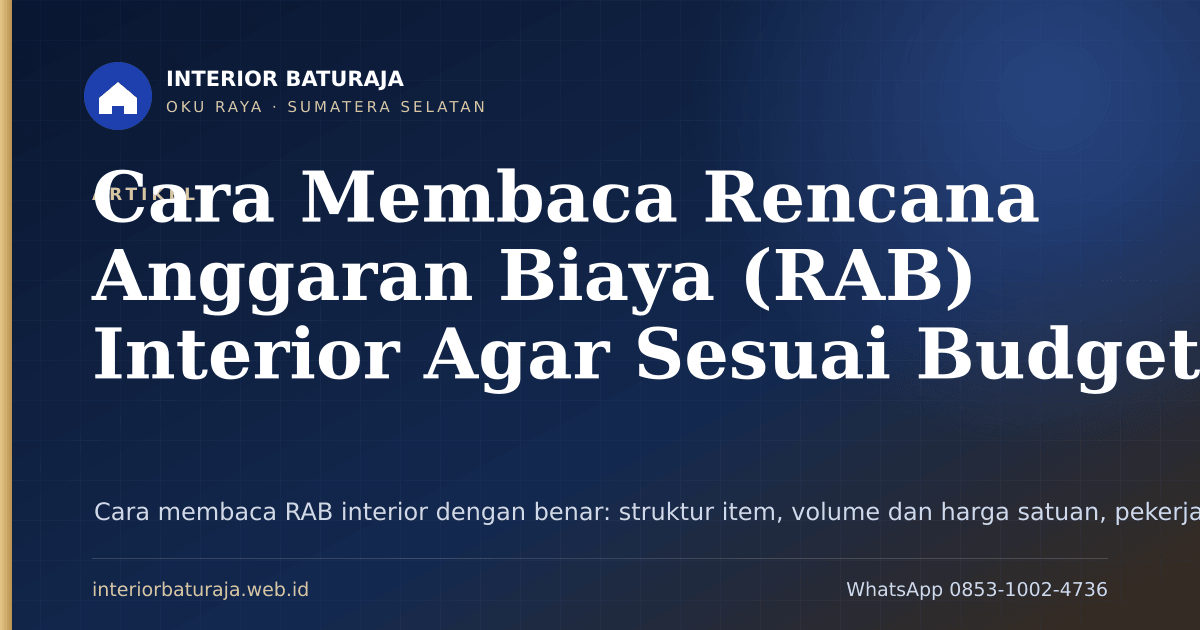 INTERIOR BATURAJA
OKU RAYA · SUMATERA SELATAN
ARTIKEL
Cara Membaca Rencana
Anggaran Biaya (RAB)
Interior Agar Sesuai Budget
Cara membaca RAB interior dengan benar: struktur item, volume dan harga satuan, pekerja
interiorbaturaja.web.id
WhatsApp 0853-1002-4736